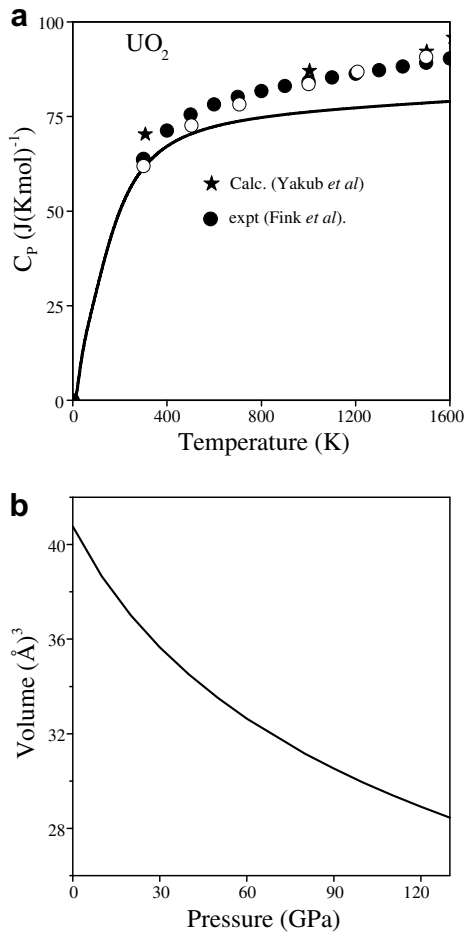 a
UO2
100
75
50
25
0
CP (J(Kmol)-1)
Calc. (Yakub et al)
expt (Fink et al).
0 400 800 1200 1600
Temperature (K)
b
40
36
32
28
Volume (Å)3
0 30 60 90 120
Pressure (GPa)